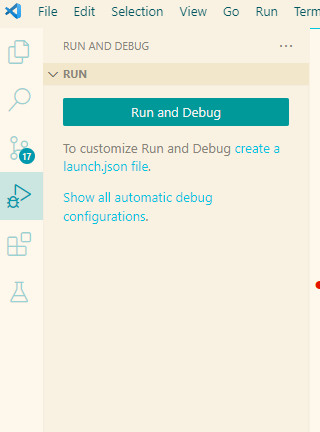 File Edit Selection View Go Run Term
RUN AND DEBUG
RUN
Run and Debug
To customize Run and Debug create a
launch.json file.
17
Show all automatic debug
configurations.